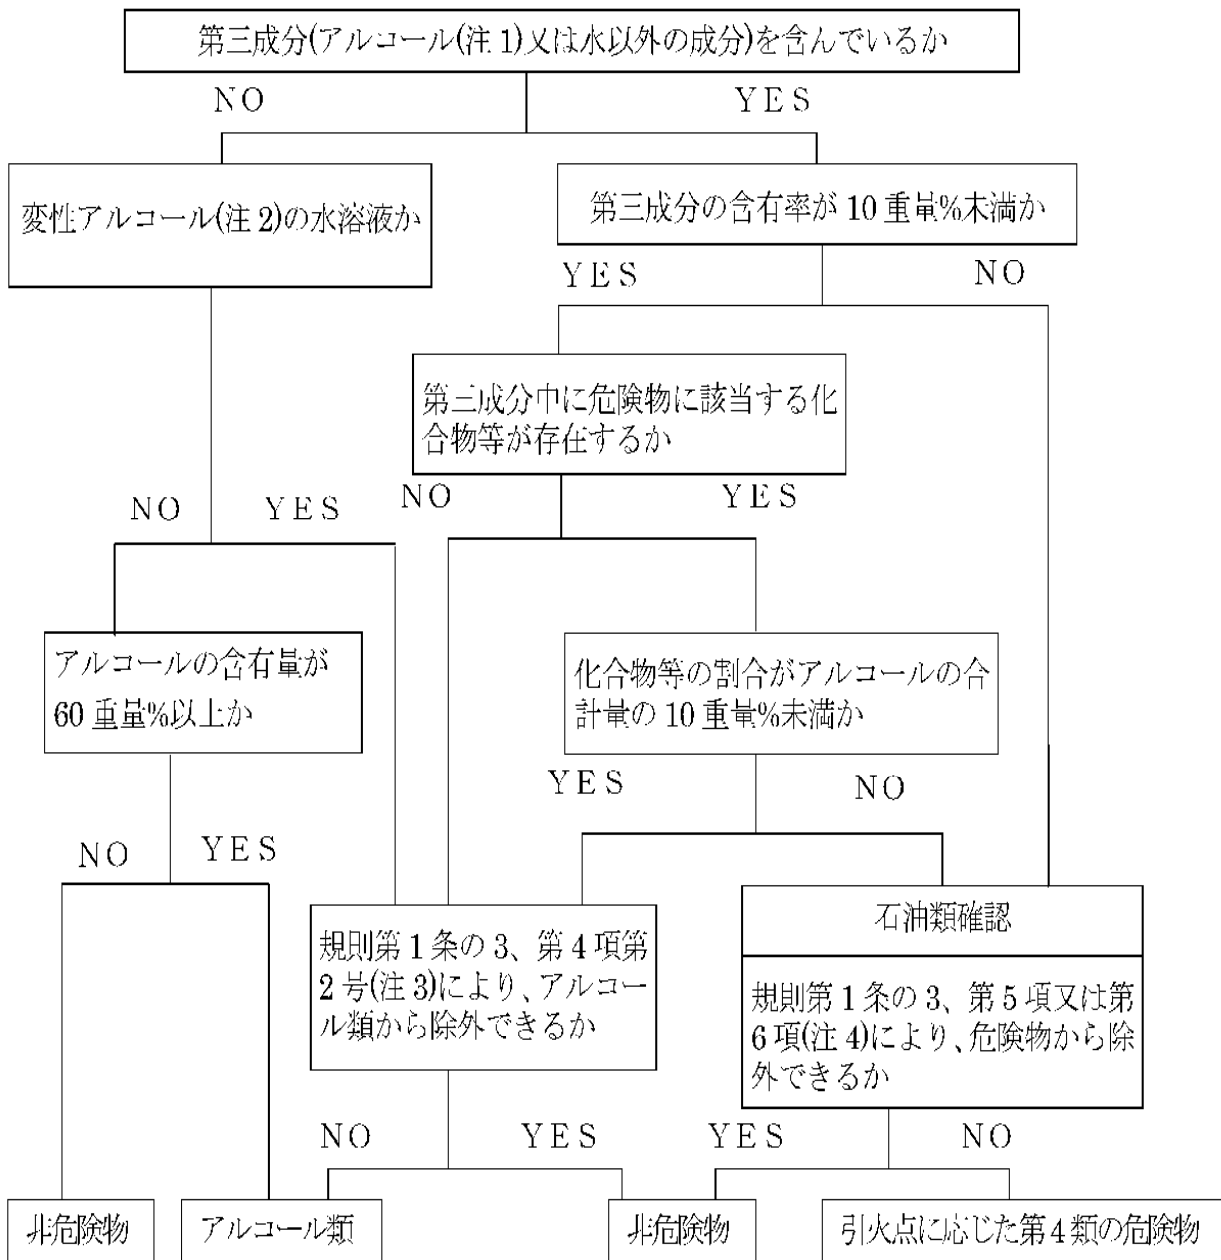 第三成分(アルコール(注1)又は水以外の成分)を含んでいるか
NO
YES
変性アルコール(注2)の水溶液か
第三成分の含有率が10重量%未満か
YES
NO
第三成分中に危険物に該当する化
合物等が存在するか
NO
YES
NO
YES
アルコールの含有量が
60重量%以上か
化合物等の割合がアルコールの合
計量の10重量%未満か
YES
NO
NO
YES
規則第1条の3、第4項第
2号(注3)により、アルコー
ル類から除外できるか
石油類確認
規則第1条の3、第5項又は第
6項(注4)により、危険物から除
外できるか
NO
YES
YES
NO
非危険物
アルコール類
非危険物
引火点に応じた第4類の危険物